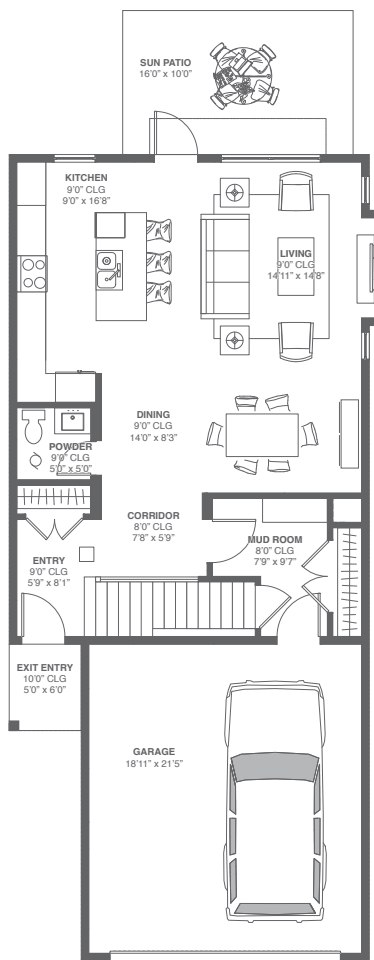 SUN PATIO
16'0" x 10'0"
KITCHEN
9'0" CLG
9'0" x 16'8"
LIVING
9'0" CLG
14'11" x 14'8"
DINING
9'0" CLG
14'0" x 8'3"
POWDER
9'0" CLG
5'0" x 5'0"
CORRIDOR
8'0" CLG
7'8" x 5'9"
MUD ROOM
8'0" CLG
7'9" x 9'7"
ENTRY
9'0" CLG
5'9" x 8'1"
EXIT ENTRY
10'0" CLG
5'0" x 6'0"
GARAGE
18'11" x 21'5"